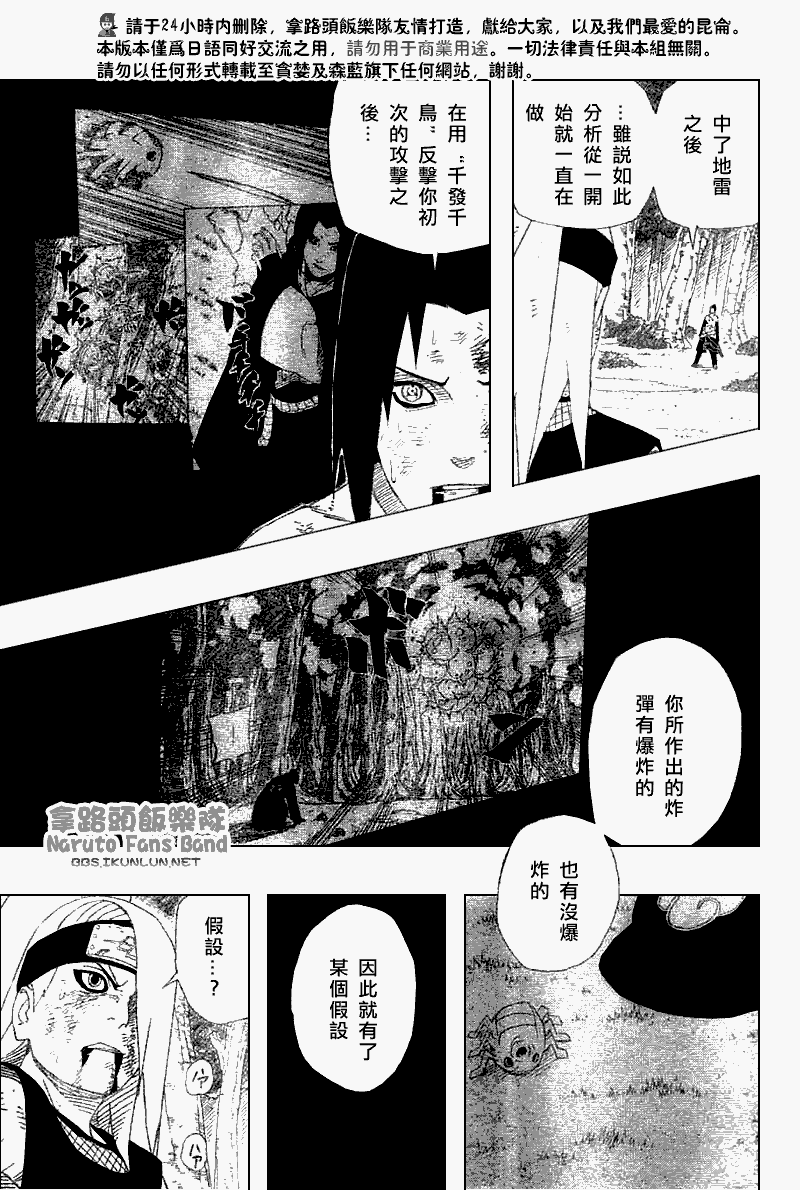 請于24小時內刪除，拿路頭飯樂隊友情打造，獻給大家，以及我們最愛的昆侖。
本版本僅爲日語同好交流之用，請勿用于商業用途。一切法律責任與本組無關。
請勿以任何形式轉載至貪婪及森藍旗下任何網站，謝謝。
中了地雷
之後
…雖説如此
分析從一開
始就一直在
做
在用“千發千
鳥”反擊你初
次的攻擊之
後…
你所作出的炸
彈有爆炸的
也有沒爆
炸的
因此就有了
某個假設
假設…?
ハァ
ハァ
拿路頭飯樂隊
Naruto Fans Band
BBS.IKUNLUN.NET